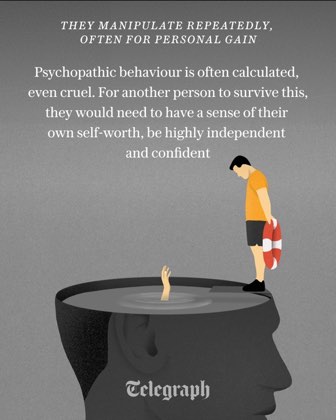 THEY MANIPULATE REPEATEDLY,
OFTEN FOR PERSONAL GAIN
Psychopathic behaviour is often calculated,
even cruel. For another person to survive this,
they would need to have a sense of their
own self-worth, be highly independent
and confident
Telegraph